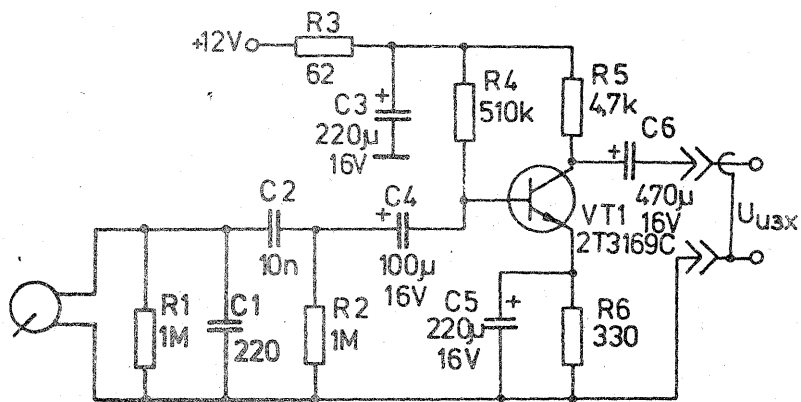 R3
+12V
62
C3
+
220µ
16V
R4
510k
R5
4,7k
C6
+
470µ
16V
Uизх
VT1
2T3169C
C2
10n
C4
+
100µ
16V
R1
1M
C1
220
R2
1M
C5
+
220µ
16V
R6
330